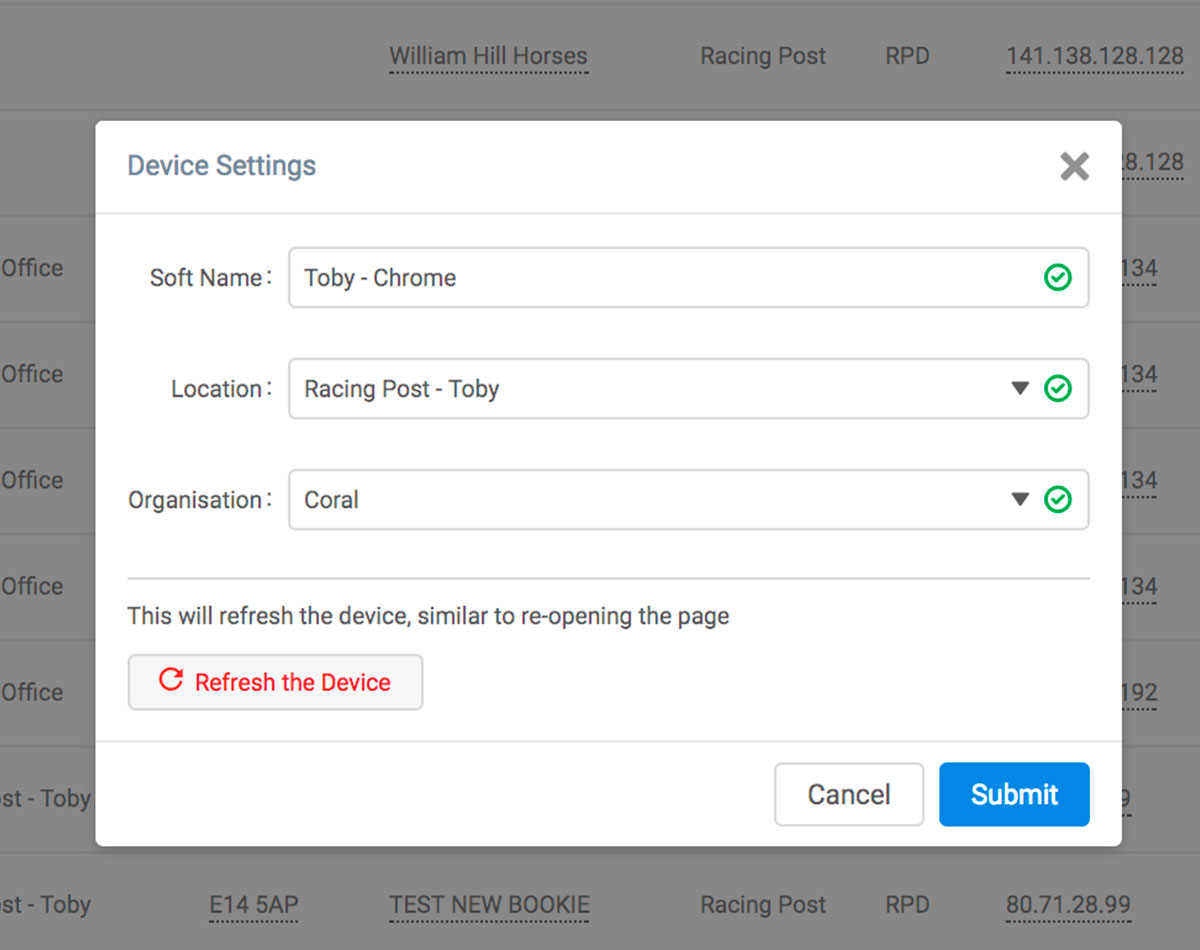 William Hill Horses Racing Post RPD 141.138.128.128
Device Settings
8.128
Soft Name: Toby - Chrome
Office 134
Location: Racing Post - Toby
Office 134
Organisation: Coral
Office 134
This will refresh the device, similar to re-opening the page
Office 134
Refresh the Device
Office 192
Cancel Submit
st - Toby 9
st - Toby E14 5AP TEST NEW BOOKIE Racing Post RPD 80.71.28.99